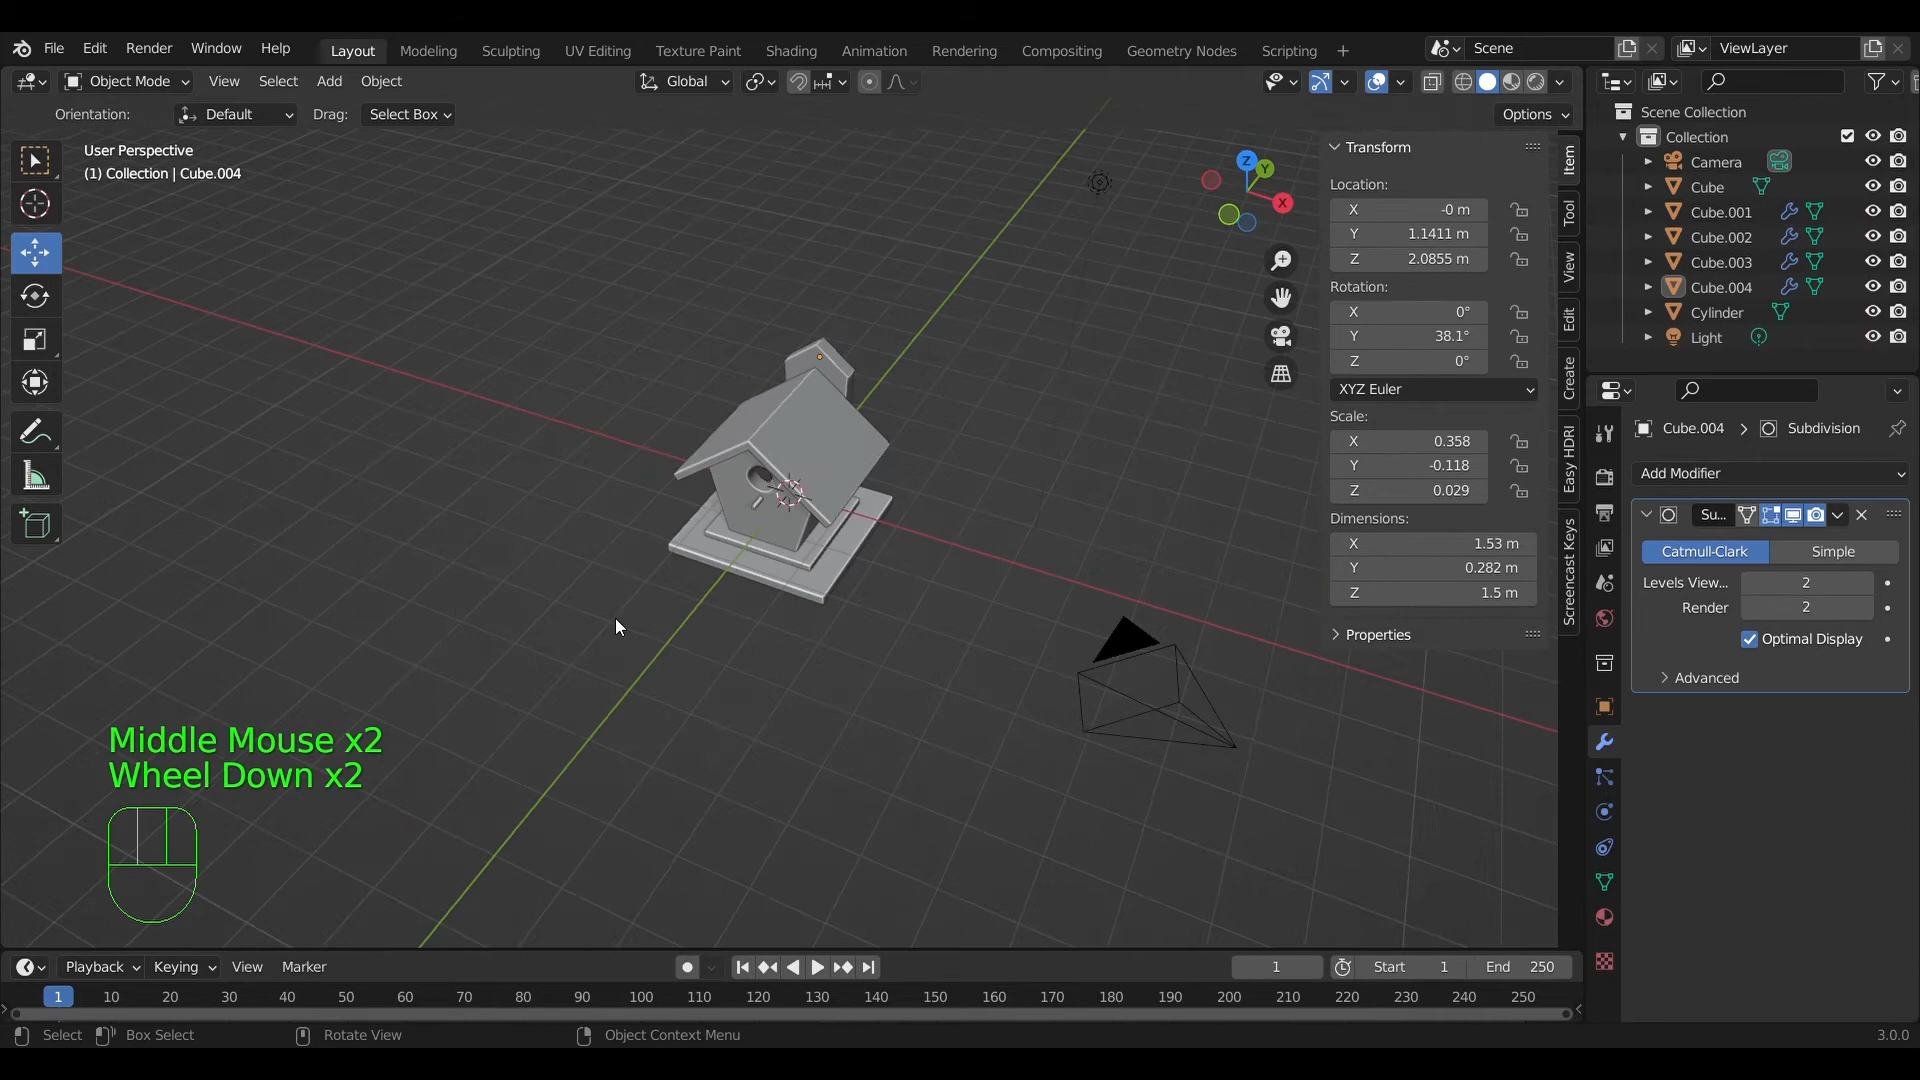 File Edit Render Window Help Layout Modeling Sculpting UV Editing Texture Paint Shading Animation Rendering Compositing Geometry Nodes Scripting + Scene ViewLayer
Object Mode View Select Add Object Global
Orientation: Default Drag: Select Box Options
User Perspective
(1) Collection | Cube.004
Z Y X
Transform
Location:
X -0 m
Y 1.1411 m
Z 2.0855 m
Rotation:
X 0°
Y 38.1°
Z 0°
XYZ Euler
Scale:
X 0.358
Y -0.118
Z 0.029
Dimensions:
X 1.53 m
Y 0.282 m
Z 1.5 m
Properties
Item
Tool
View
Edit
Create
Easy HDRI
Screencast Keys
Scene Collection
Collection
Camera
Cube
Cube.001
Cube.002
Cube.003
Cube.004
Cylinder
Light
Cube.004 Subdivision
Add Modifier
Su...
Catmull-Clark Simple
Levels View... 2
Render 2
Optimal Display
Advanced
Middle Mouse x2
Wheel Down x2
Playback Keying View Marker 1 Start 1 End 250
1 10 20 30 40 50 60 70 80 90 100 110 120 130 140 150 160 170 180 190 200 210 220 230 240 250
Select Box Select Rotate View Object Context Menu 3.0.0